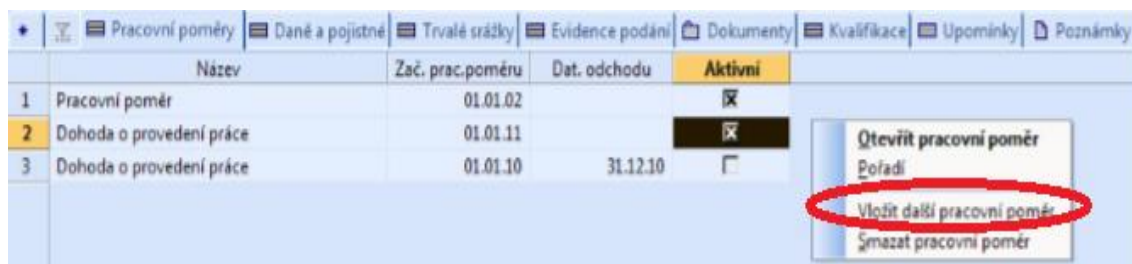 Pracovní poměry Daně a pojistné Trvalé srážky Evidence podání Dokumenty Kvalifikace Upomínky Poznámky
Název Zač. prac.poměru Dat. odchodu Aktivní
1 Pracovní poměr 01.01.02
2 Dohoda o provedení práce 01.01.11
3 Dohoda o provedení práce 01.01.10 31.12.10
Otevřít pracovní poměr
Pořadí
Vložit další pracovní poměr
Smazat pracovní poměr